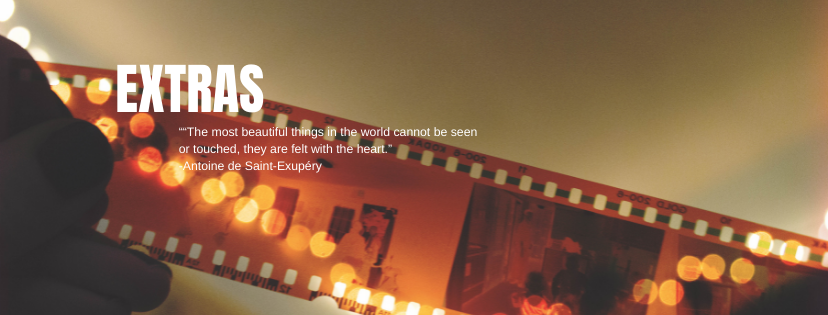 EXTRAS
““The most beautiful things in the world cannot be seen
or touched, they are felt with the heart.”
-Antoine de Saint-Exupéry